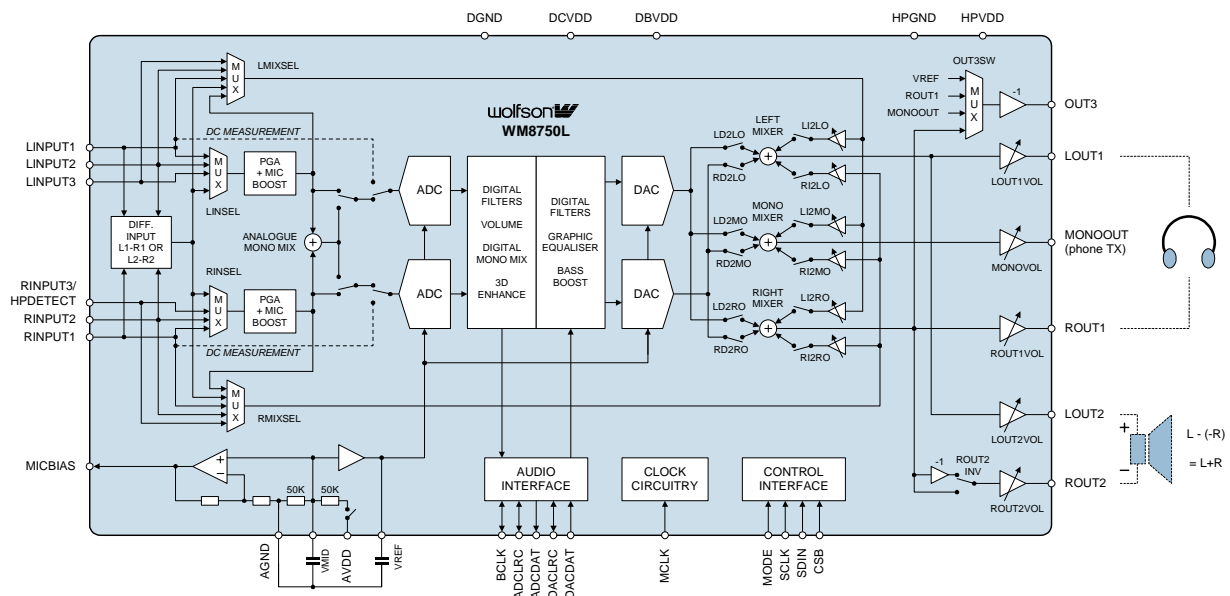 DGND
DCVDD
DBVDD
HPGND
HPVDD
wolfson
WM8750L
LMIXSEL
MUX
DC MEASUREMENT
LINPUT1
LINPUT2
LINPUT3
MUX
PGA
+ MIC
BOOST
LINSEL
DIFF.
INPUT
L1-R1 OR
L2-R2
ANALOGUE
MONO MIX
+
RINSEL
RINPUT3/
HPDETECT
RINPUT2
RINPUT1
MUX
PGA
+ MIC
BOOST
DC MEASUREMENT
MUX
RMIXSEL
ADC
ADC
DIGITAL
FILTERS
VOLUME
DIGITAL
MONO MIX
3D
ENHANCE
DIGITAL
FILTERS
GRAPHIC
EQUALISER
BASS
BOOST
DAC
DAC
LEFT
MIXER
LD2LO
RD2LO
LI2LO
RI2LO
+
MONO
MIXER
LD2MO
RD2MO
LI2MO
RI2MO
+
RIGHT
MIXER
LD2RO
RD2RO
LI2RO
RI2RO
+
OUT3SW
VREF
ROUT1
MONOOUT
MUX
-1
OUT3
LOUT1
LOUT1VOL
MONOOUT
(phone TX)
MONOVOL
ROUT1
ROUT1VOL
LOUT2
LOUT2VOL
-1
ROUT2
INV
ROUT2
ROUT2VOL
+
−
L - (-R)
= L+R
MICBIAS
+
−
50K
50K
AUDIO
INTERFACE
CLOCK
CIRCUITRY
CONTROL
INTERFACE
AGND
VMID
AVDD
VREF
BCLK
ADCLRC
ADCDAT
DACLRC
DACDAT
MCLK
MODE
SCLK
SDIN
CSB